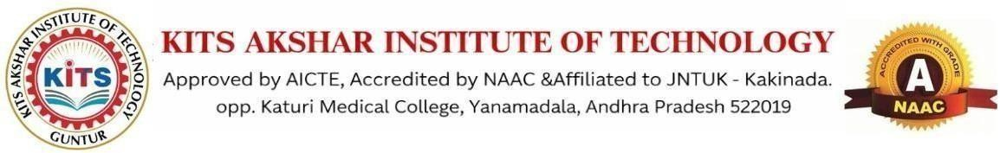 KITS AKSHAR INSTITUTE OF TECHNOLOGY
GUNTUR
KiTS
KITS AKSHAR INSTITUTE OF TECHNOLOGY
Approved by AICTE, Accredited by NAAC &Affiliated to JNTUK - Kakinada.
opp. Katuri Medical College, Yanamadala, Andhra Pradesh 522019
ACCREDITED WITH GRADE
A
NAAC